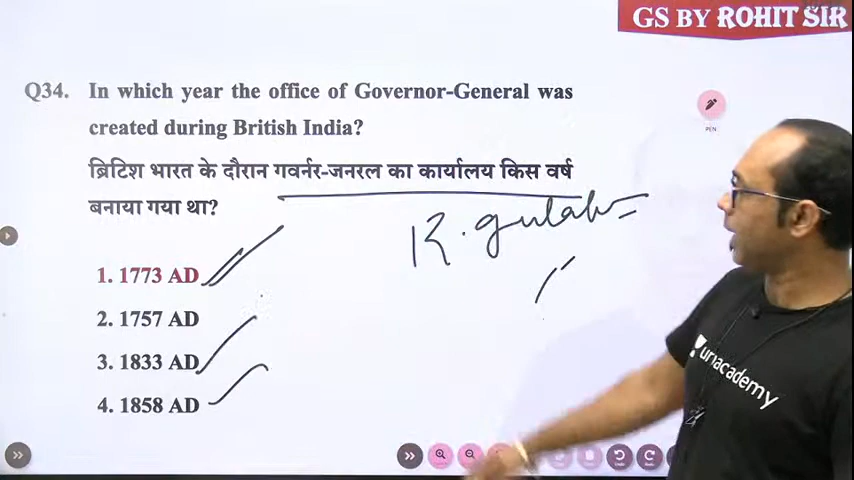 GS BY ROHIT SIR
Q34. In which year the office of Governor-General was
created during British India?
ब्रिटिश भारत के दौरान गवर्नर-जनरल का कार्यालय किस वर्ष
बनाया गया था?
1. 1773 AD
2. 1757 AD
3. 1833 AD
4. 1858 AD
PEN
unacademy
Undo